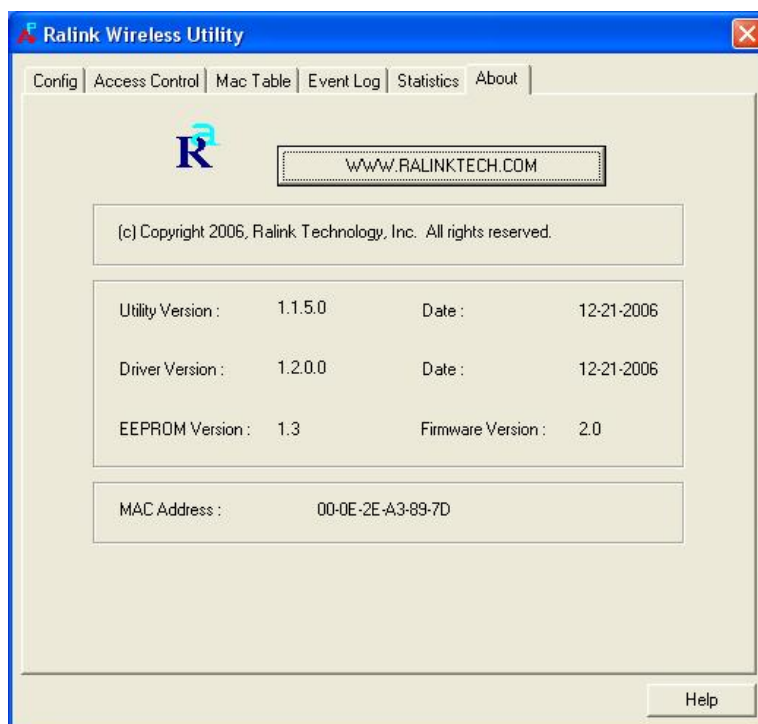 Ralink Wireless Utility
Config Access Control Mac Table Event Log Statistics About
Ra
WWW.RALINKTECH.COM
(c) Copyright 2006, Ralink Technology, Inc.  All rights reserved.
Utility Version : 1.1.5.0 Date : 12-21-2006
Driver Version : 1.2.0.0 Date : 12-21-2006
EEPROM Version : 1.3 Firmware Version : 2.0
MAC Address : 00-0E-2E-A3-89-7D
Help